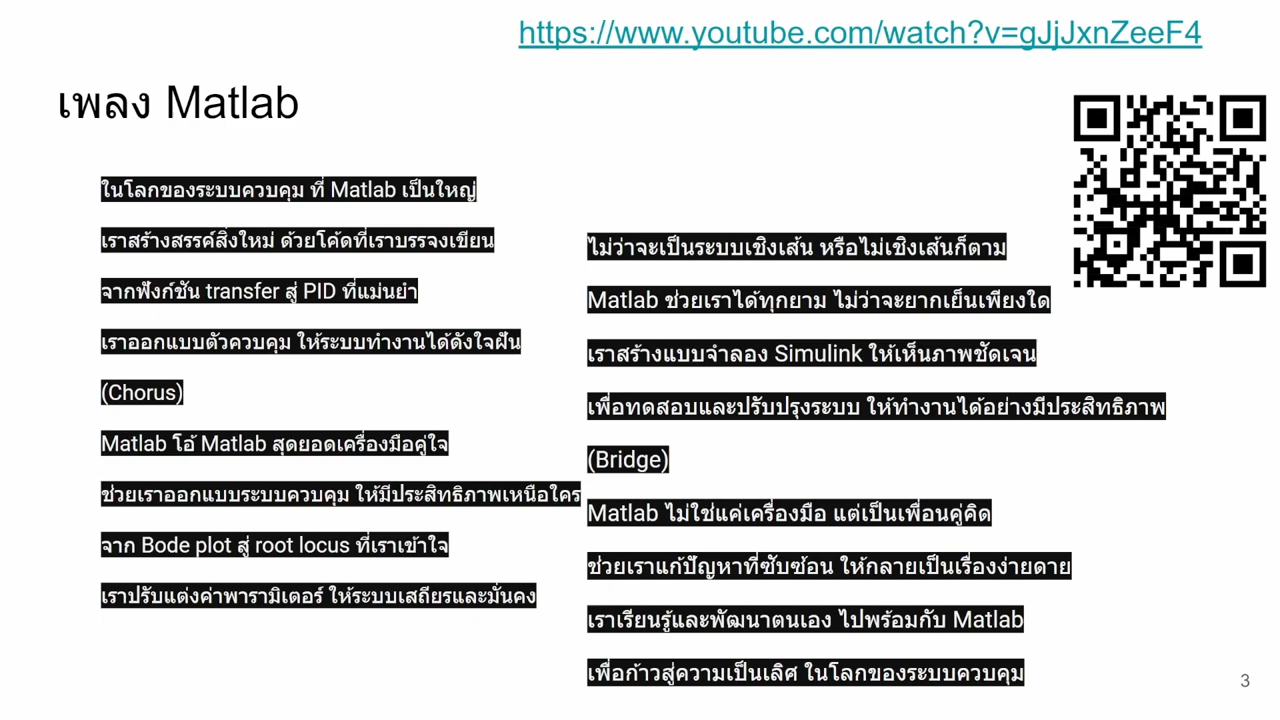 https://www.youtube.com/watch?v=gJjJxnZeeF4
เพลง Matlab
ในโลกของระบบควบคุม ที่ Matlab เป็นใหญ่
เราสร้างสรรค์สิ่งใหม่ ด้วยโค้ดที่เราบรรจงเขียน
จากฟังก์ชัน transfer สู่ PID ที่แม่นยำ
เราออกแบบตัวควบคุม ให้ระบบทำงานได้ดังใจฝัน
(Chorus)
Matlab โอ้ Matlab สุดยอดเครื่องมือคู่ใจ
ช่วยเราออกแบบระบบควบคุม ให้มีประสิทธิภาพเหนือใคร
จาก Bode plot สู่ root locus ที่เราเข้าใจ
เราปรับแต่งค่าพารามิเตอร์ ให้ระบบเสถียรและมั่นคง
ไม่ว่าจะเป็นระบบเชิงเส้น หรือไม่เชิงเส้นก็ตาม
Matlab ช่วยเราได้ทุกยาม ไม่ว่าจะยากเย็นเพียงใด
เราสร้างแบบจำลอง Simulink ให้เห็นภาพชัดเจน
เพื่อทดสอบและปรับปรุงระบบ ให้ทำงานได้อย่างมีประสิทธิภาพ
(Bridge)
Matlab ไม่ใช่แค่เครื่องมือ แต่เป็นเพื่อนคู่คิด
ช่วยเราแก้ปัญหาที่ซับซ้อน ให้กลายเป็นเรื่องง่ายดาย
เราเรียนรู้และพัฒนาตนเอง ไปพร้อมกับ Matlab
เพื่อก้าวสู่ความเป็นเลิศ ในโลกของระบบควบคุม
3